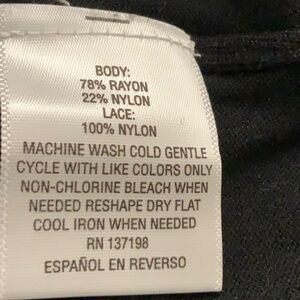 BODY:
78% RAYON
22% NYLON
LACE:
100% NYLON
MACHINE WASH COLD GENTLE
CYCLE WITH LIKE COLORS ONLY
NON-CHLORINE BLEACH WHEN
NEEDED RESHAPE DRY FLAT
COOL IRON WHEN NEEDED
RN 137198
ESPAÑOL EN REVERSO